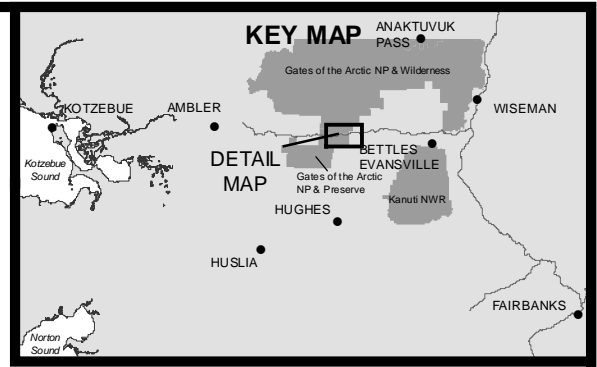 KEY MAP
ANAKTUVUK
PASS
Gates of the Arctic NP & Wilderness
KOTZEBUE
AMBLER
WISEMAN
Kotzebue
Sound
DETAIL
MAP
BETTLES
EVANSVILLE
Gates of the Arctic
NP & Preserve
Kanuti NWR
HUGHES
HUSLIA
FAIRBANKS
Norton
Sound